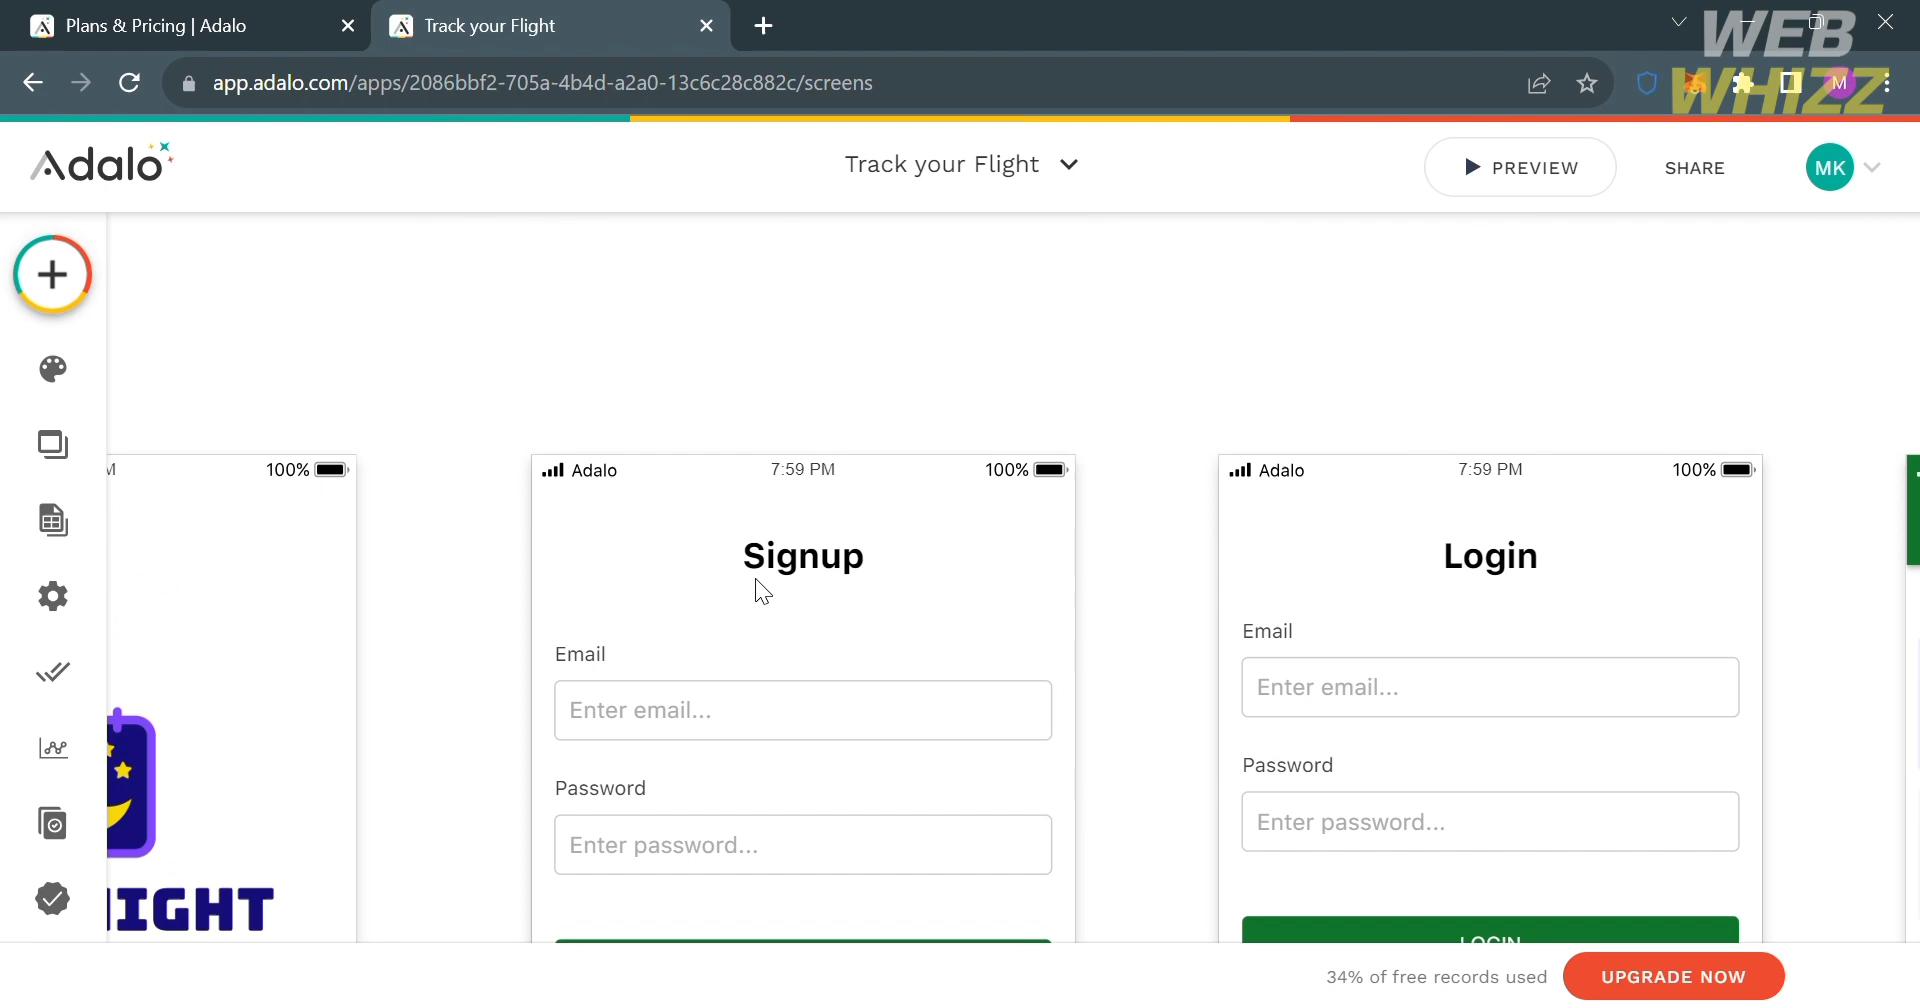 Plans & Pricing | Adalo
Track your Flight
WEB
WHIZZ
app.adalo.com/apps/2086bbf2-705a-4b4d-a2a0-13c6c28c882c/screens
M
Adalo
Track your Flight
PREVIEW
SHARE
MK
M
100%
Adalo
7:59 PM
100%
Adalo
7:59 PM
100%
Signup
Login
Email
Enter email...
Password
Enter password...
Email
Enter email...
Password
Enter password...
IGHT
LOGIN
34% of free records used
UPGRADE NOW